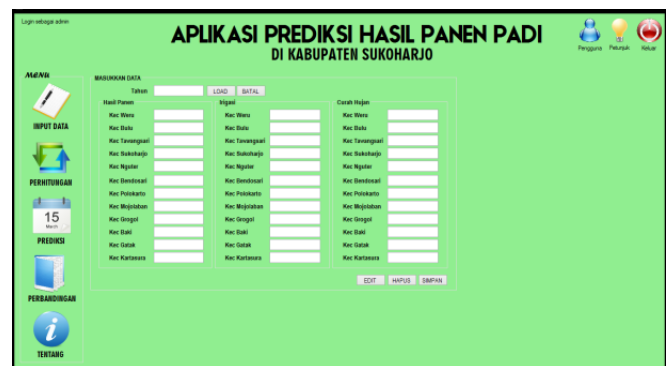 Login sebagai admin
APLIKASI PREDIKSI HASIL PANEN PADI
DI KABUPATEN SUKOHARJO
Pengguna Petunjuk Keluar
MENU
INPUT DATA
PERHITUNGAN
15
March
PREDIKSI
PERBANDINGAN
TENTANG
MASUKKAN DATA
Tahun LOAD BATAL
Hasil Panen Irigasi Curah Hujan
Kec Weru Kec Weru Kec Weru
Kec Bulu Kec Bulu Kec Bulu
Kec Tawangsari Kec Tawangsari Kec Tawangsari
Kec Sukoharjo Kec Sukoharjo Kec Sukoharjo
Kec Nguter Kec Nguter Kec Nguter
Kec Bendosari Kec Bendosari Kec Bendosari
Kec Polokarto Kec Polokarto Kec Polokarto
Kec Mojolaban Kec Mojolaban Kec Mojolaban
Kec Grogol Kec Grogol Kec Grogol
Kec Baki Kec Baki Kec Baki
Kec Gatak Kec Gatak Kec Gatak
Kec Kartasura Kec Kartasura Kec Kartasura
EDIT HAPUS SIMPAN